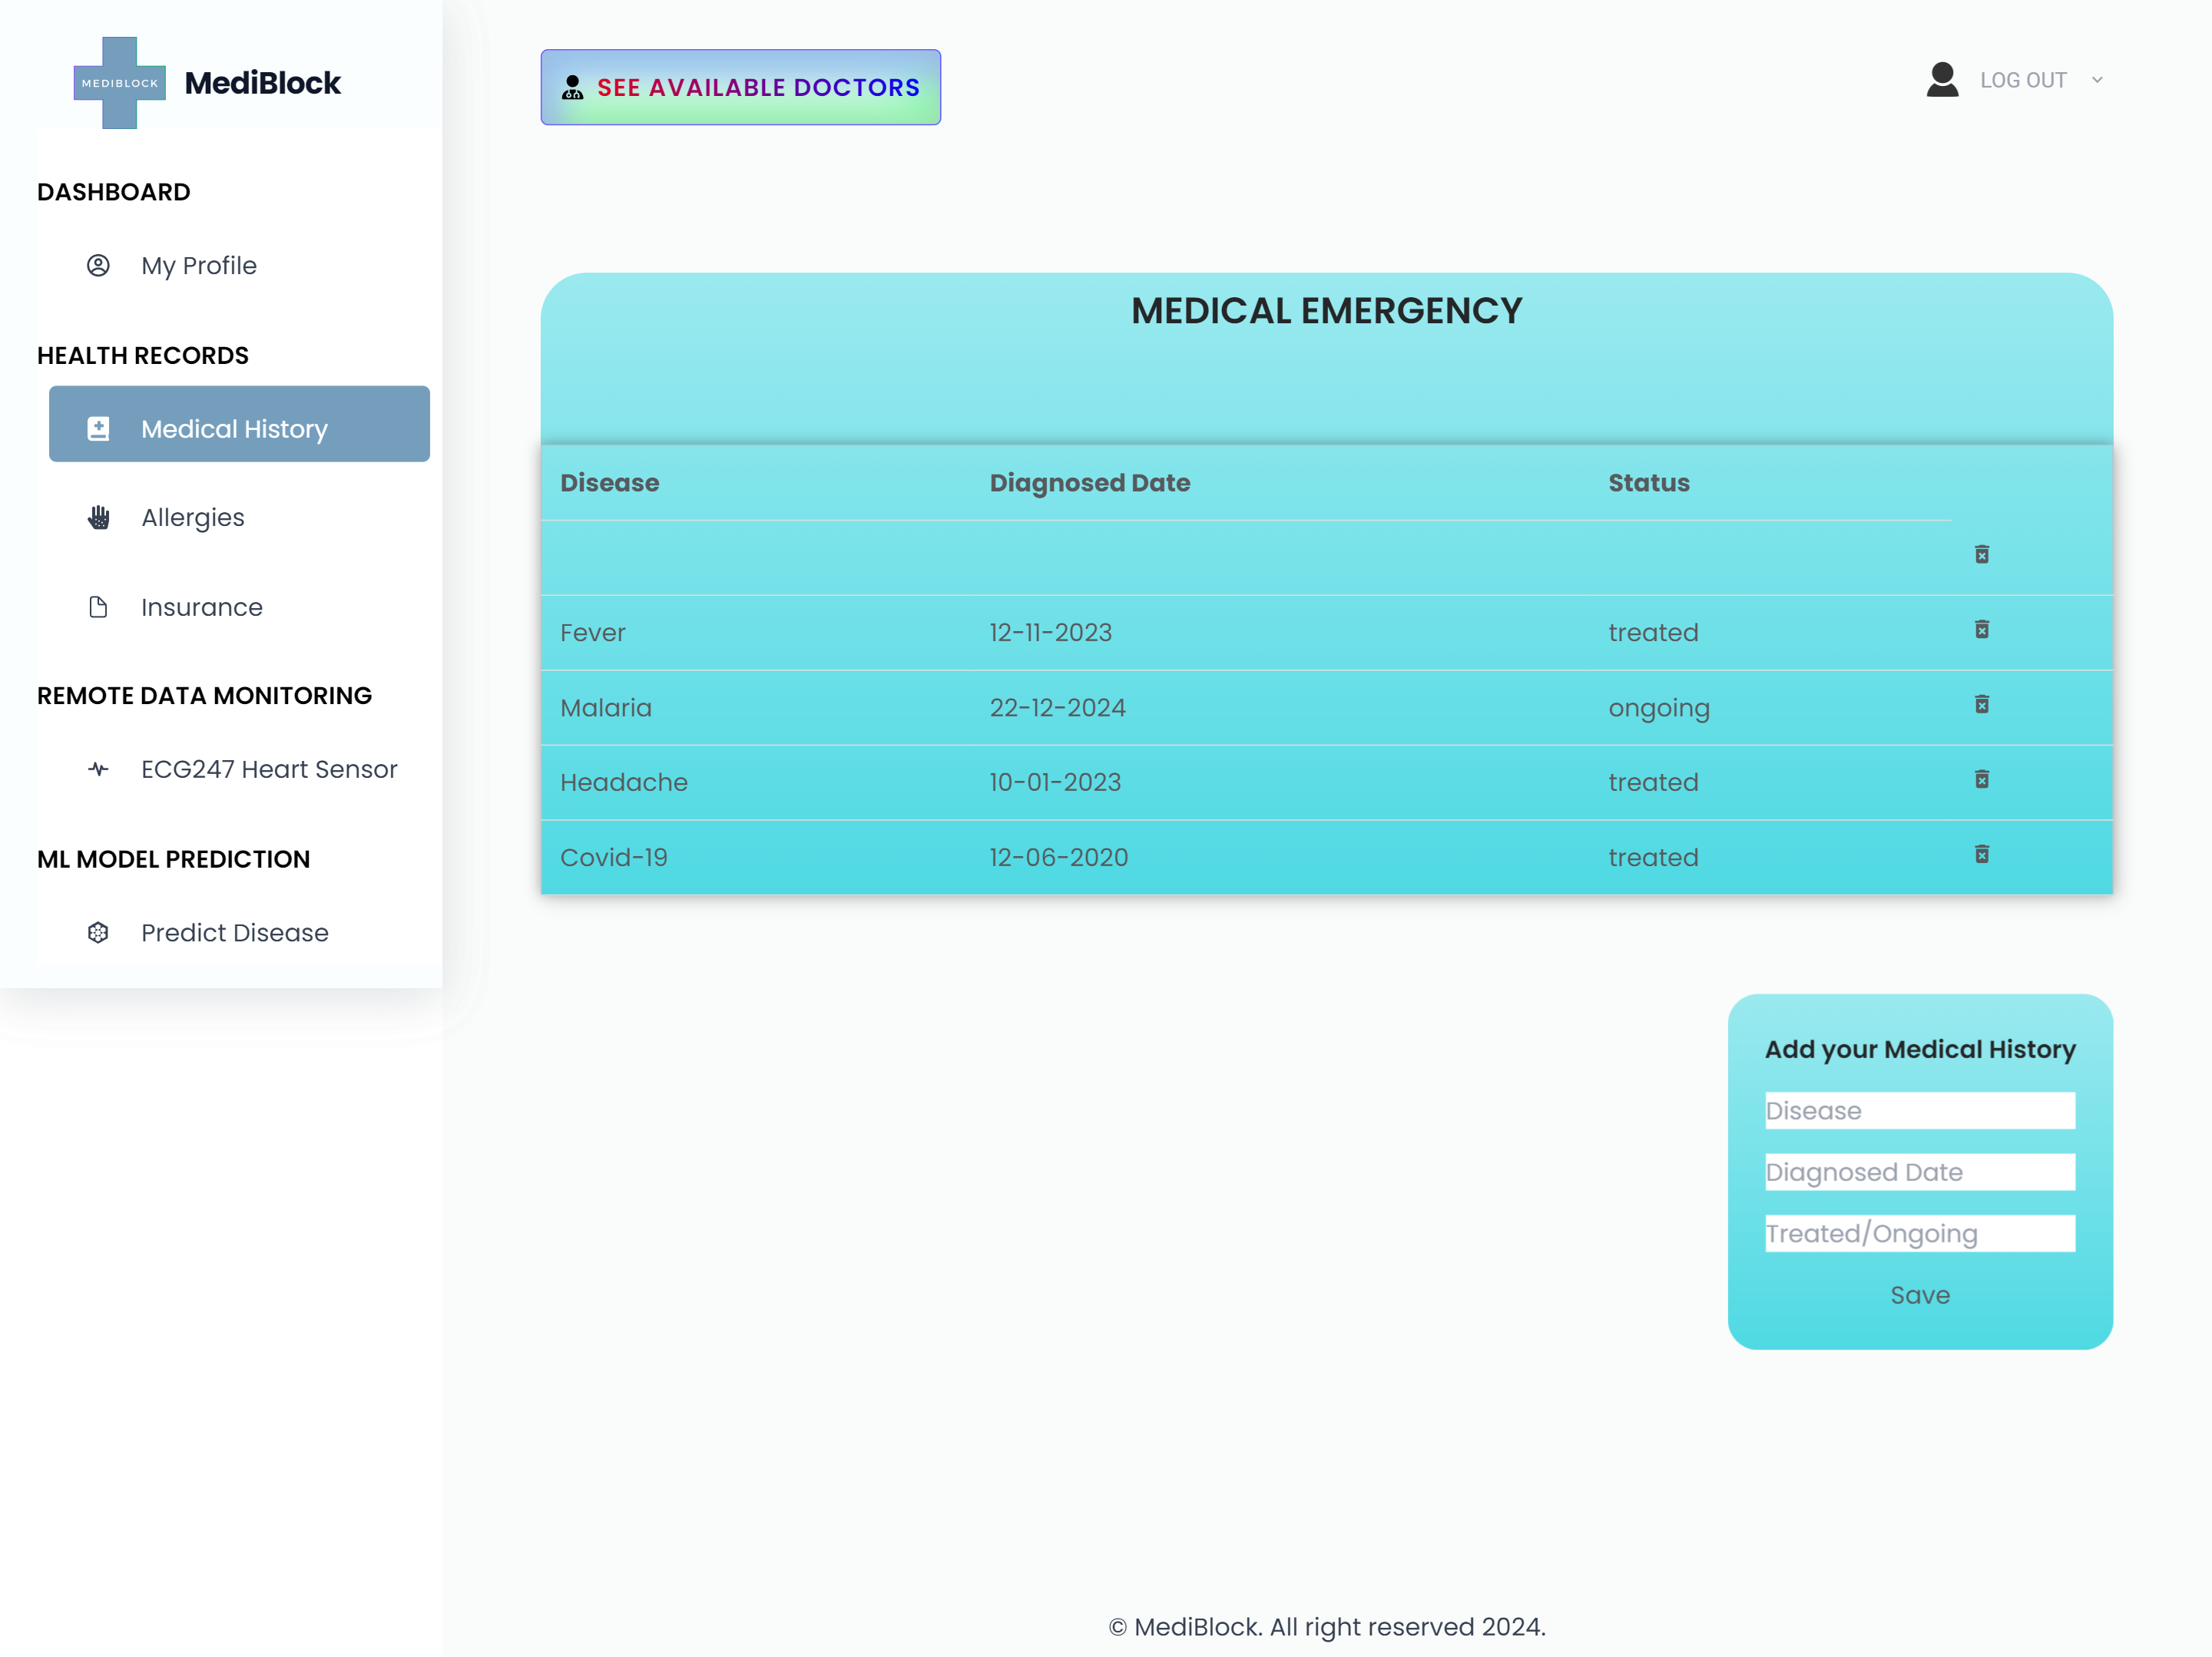 MEDIBLOCK
MediBlock
DASHBOARD
My Profile
HEALTH RECORDS
Medical History
Allergies
Insurance
REMOTE DATA MONITORING
ECG247 Heart Sensor
ML MODEL PREDICTION
Predict Disease
SEE AVAILABLE DOCTORS
LOG OUT
MEDICAL EMERGENCY
Disease Diagnosed Date Status
Fever 12-11-2023 treated
Malaria 22-12-2024 ongoing
Headache 10-01-2023 treated
Covid-19 12-06-2020 treated
Add your Medical History
Disease
Diagnosed Date
Treated/Ongoing
Save
© MediBlock. All right reserved 2024.